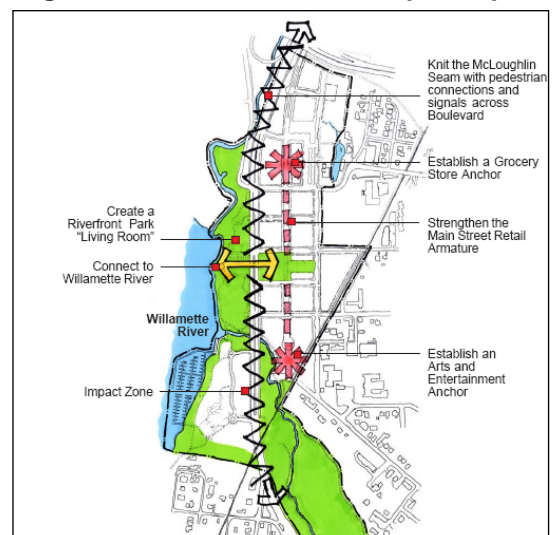 Knit the McLoughlin
Seam with pedestrian
connections and
signals across
Boulevard
Establish a Grocery
Store Anchor
Create a
Riverfront Park
“Living Room”
Strengthen the
Main Street Retail
Armature
Connect to
Willamette River
Willamette
River
Establish an
Arts and
Entertainment
Anchor
Impact Zone